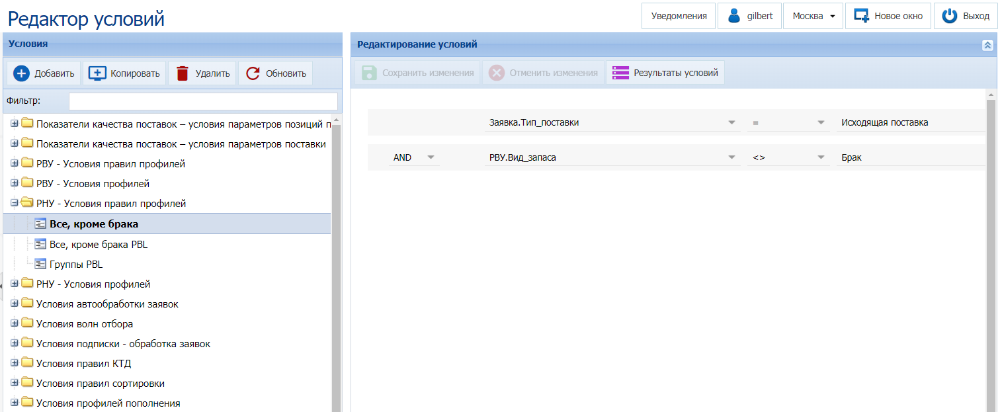 Редактор условий
Уведомления
gilbert
Москва
Новое окно
Выход
Условия
Добавить
Копировать
Удалить
Обновить
Фильтр:
Показатели качества поставок – условия параметров позиций п
Показатели качества поставок – условия параметров поставки
РВУ - Условия правил профилей
РВУ - Условия профилей
РНУ - Условия правил профилей
Все, кроме брака
Все, кроме брака PBL
Группы PBL
РНУ - Условия профилей
Условия автообработки заявок
Условия волн отбора
Условия подписки - обработка заявок
Условия правил КТД
Условия правил сортировки
Условия профилей пополнения
Редактирование условий
Сохранить изменения
Отменить изменения
Результаты условий
Заявка.Тип_поставки = Исходящая поставка
AND РВУ.Вид_запаса <> Брак